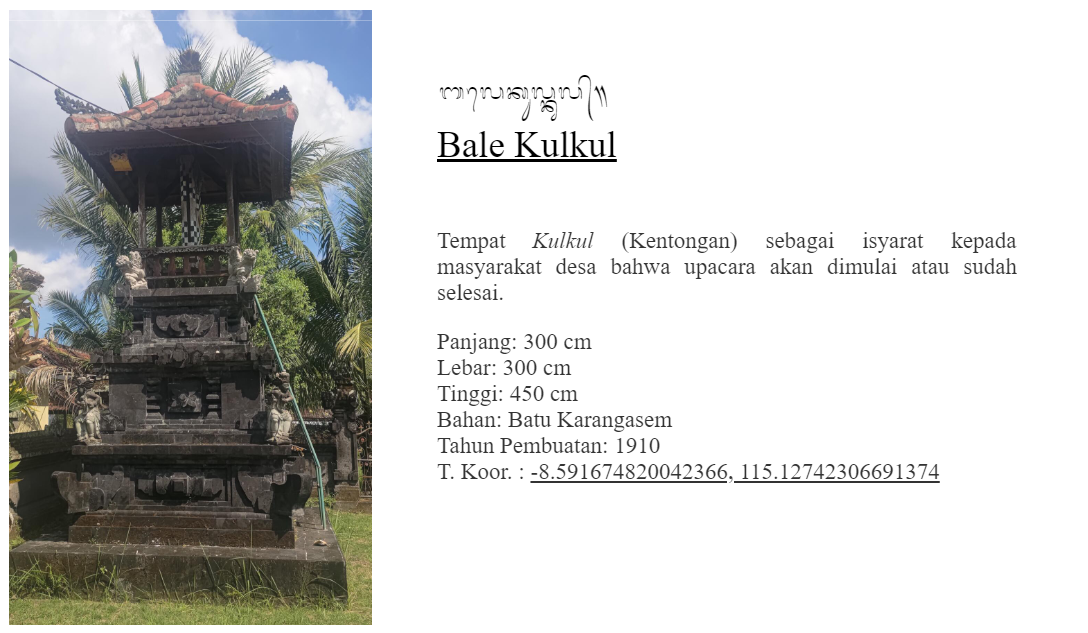 ᬩᬮᬾᬓᬸᬮ᭄ᬓᬸᬮ᭄᭟
Bale Kulkul
Tempat Kulkul (Kentongan) sebagai isyarat kepada
masyarakat desa bahwa upacara akan dimulai atau sudah
selesai.
Panjang: 300 cm
Lebar: 300 cm
Tinggi: 450 cm
Bahan: Batu Karangasem
Tahun Pembuatan: 1910
T. Koor. : -8.591674820042366, 115.12742306691374